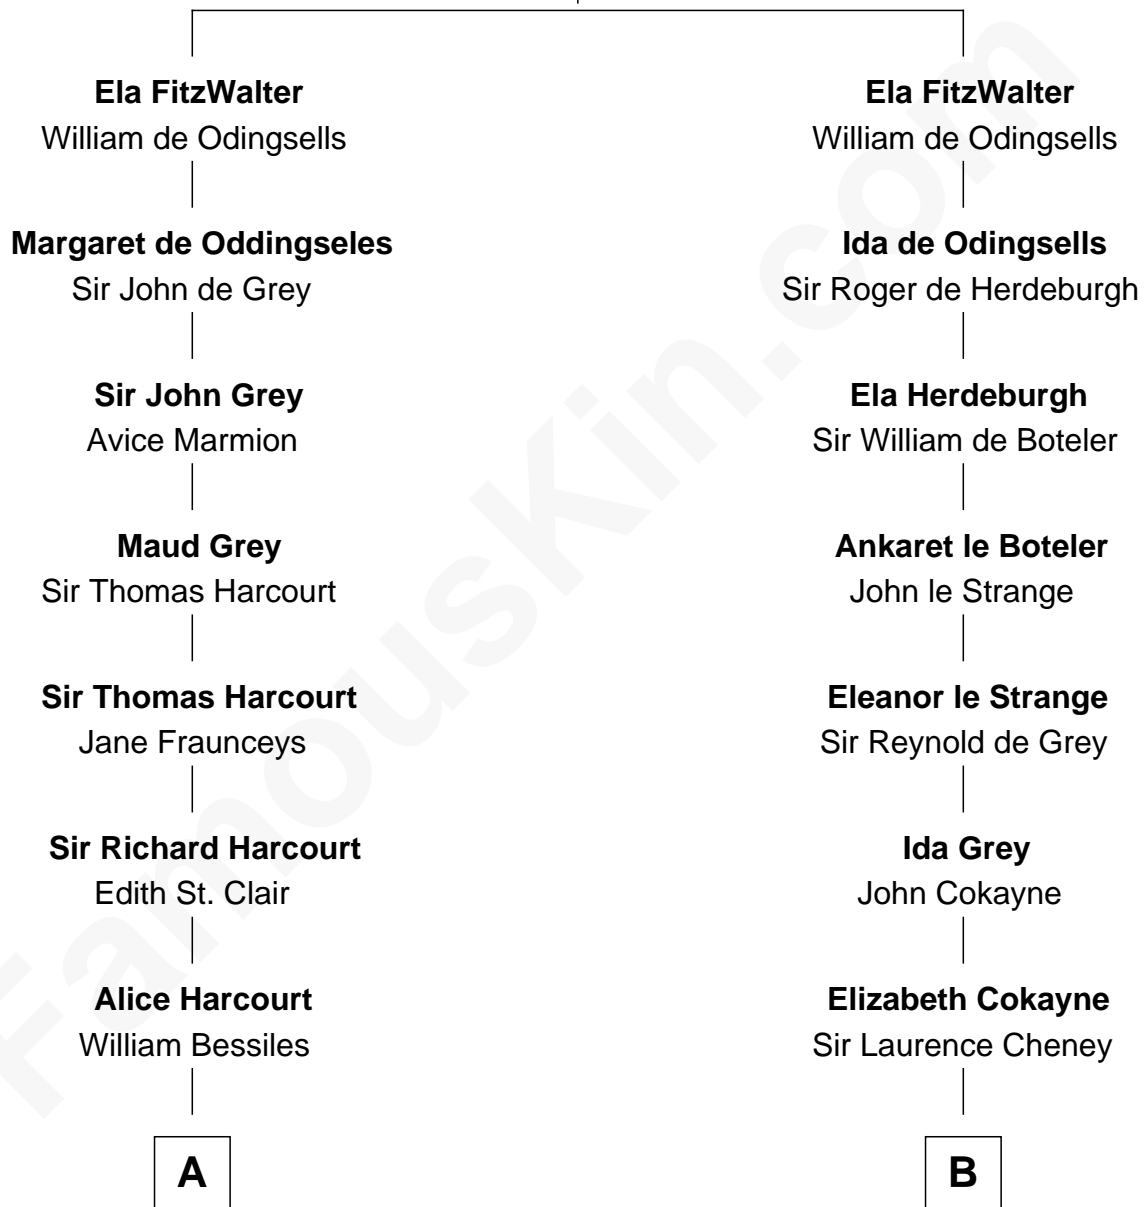 Ela FitzWalter
William de Odingsells
Ela FitzWalter
William de Odingsells
Margaret de Oddingseles
Sir John de Grey
Ida de Odingsells
Sir Roger de Herdeburgh
Sir John Grey
Avice Marmion
Ela Herdeburgh
Sir William de Boteler
Maud Grey
Sir Thomas Harcourt
Ankaret le Boteler
John le Strange
Sir Thomas Harcourt
Jane Fraunceys
Eleanor le Strange
Sir Reynold de Grey
Sir Richard Harcourt
Edith St. Clair
Ida Grey
John Cokayne
Alice Harcourt
William Bessiles
Elizabeth Cokayne
Sir Laurence Cheney
A
B
FamousKin.com